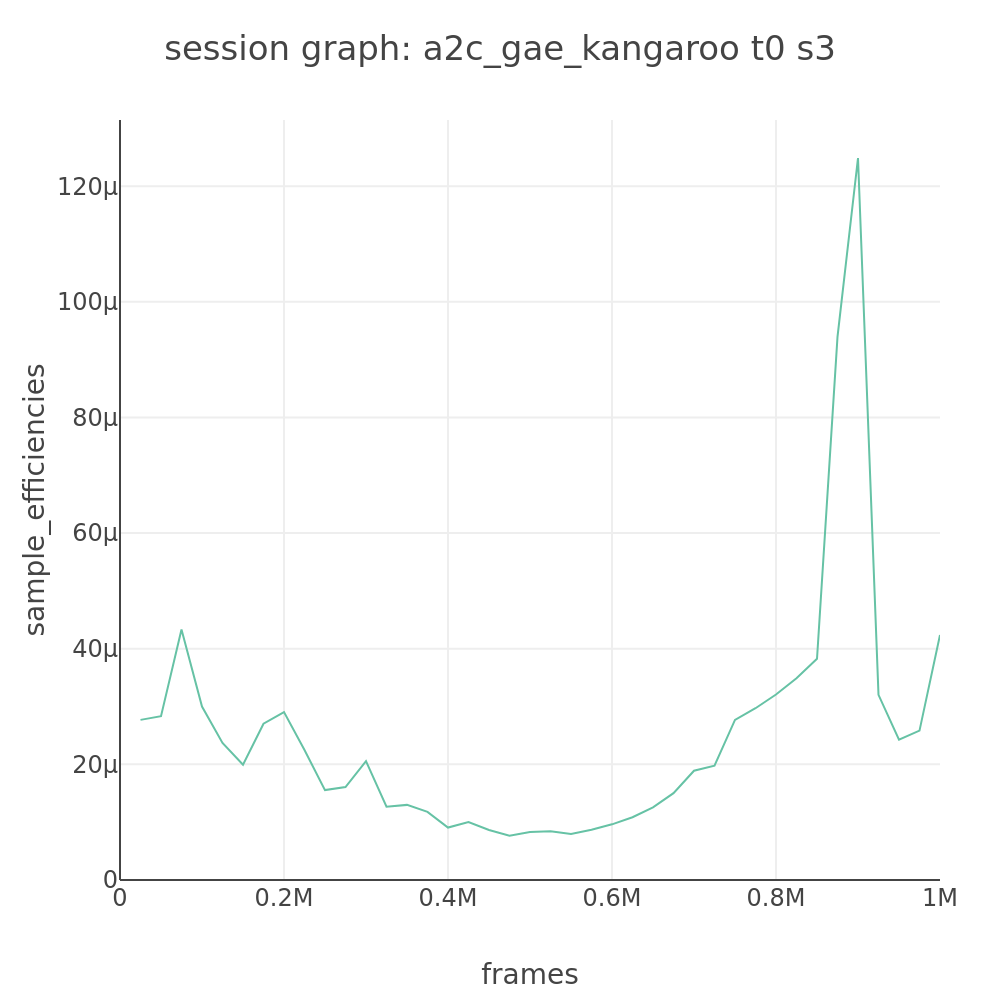 session graph: a2c_gae_kangaroo t0 s3
120μ
100μ
80μ
60μ
40μ
20μ
0
sample_efficiencies
0
0.2M
0.4M
0.6M
0.8M
1M
frames